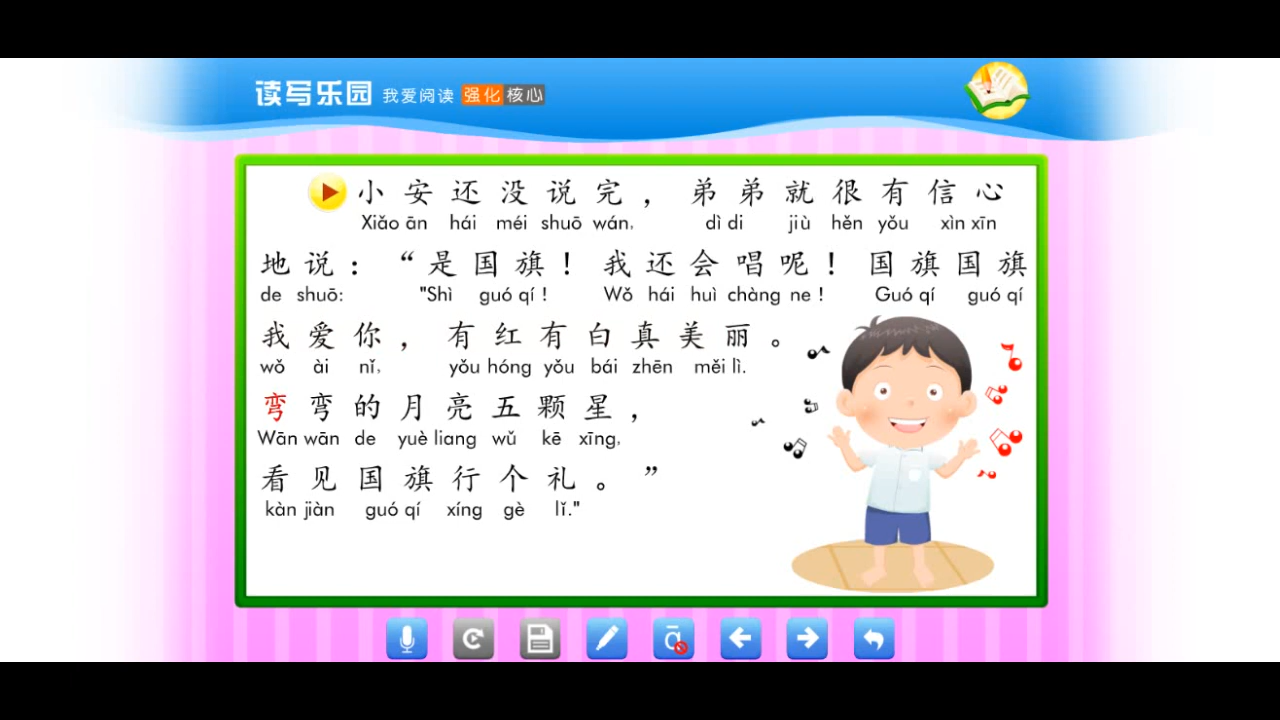 读写乐园 我爱阅读 强化 核心
小安还没说完，弟弟就很有信心
Xiǎo ān hái méi shuō wán, dì di jiù hěn yǒu xìn xīn
地说：“是国旗！我还会唱呢！国旗国旗
de shuō: "Shì guó qí ! Wǒ hái huì chàng ne ! Guó qí guó qí
我爱你，有红有白真美丽。
wǒ ài nǐ, yǒu hóng yǒu bái zhēn měi lì.
弯弯的月亮五颗星，
Wān wān de yuè liang wǔ kē xīng,
看见国旗行个礼。”
kàn jiàn guó qí xíng gè lǐ."